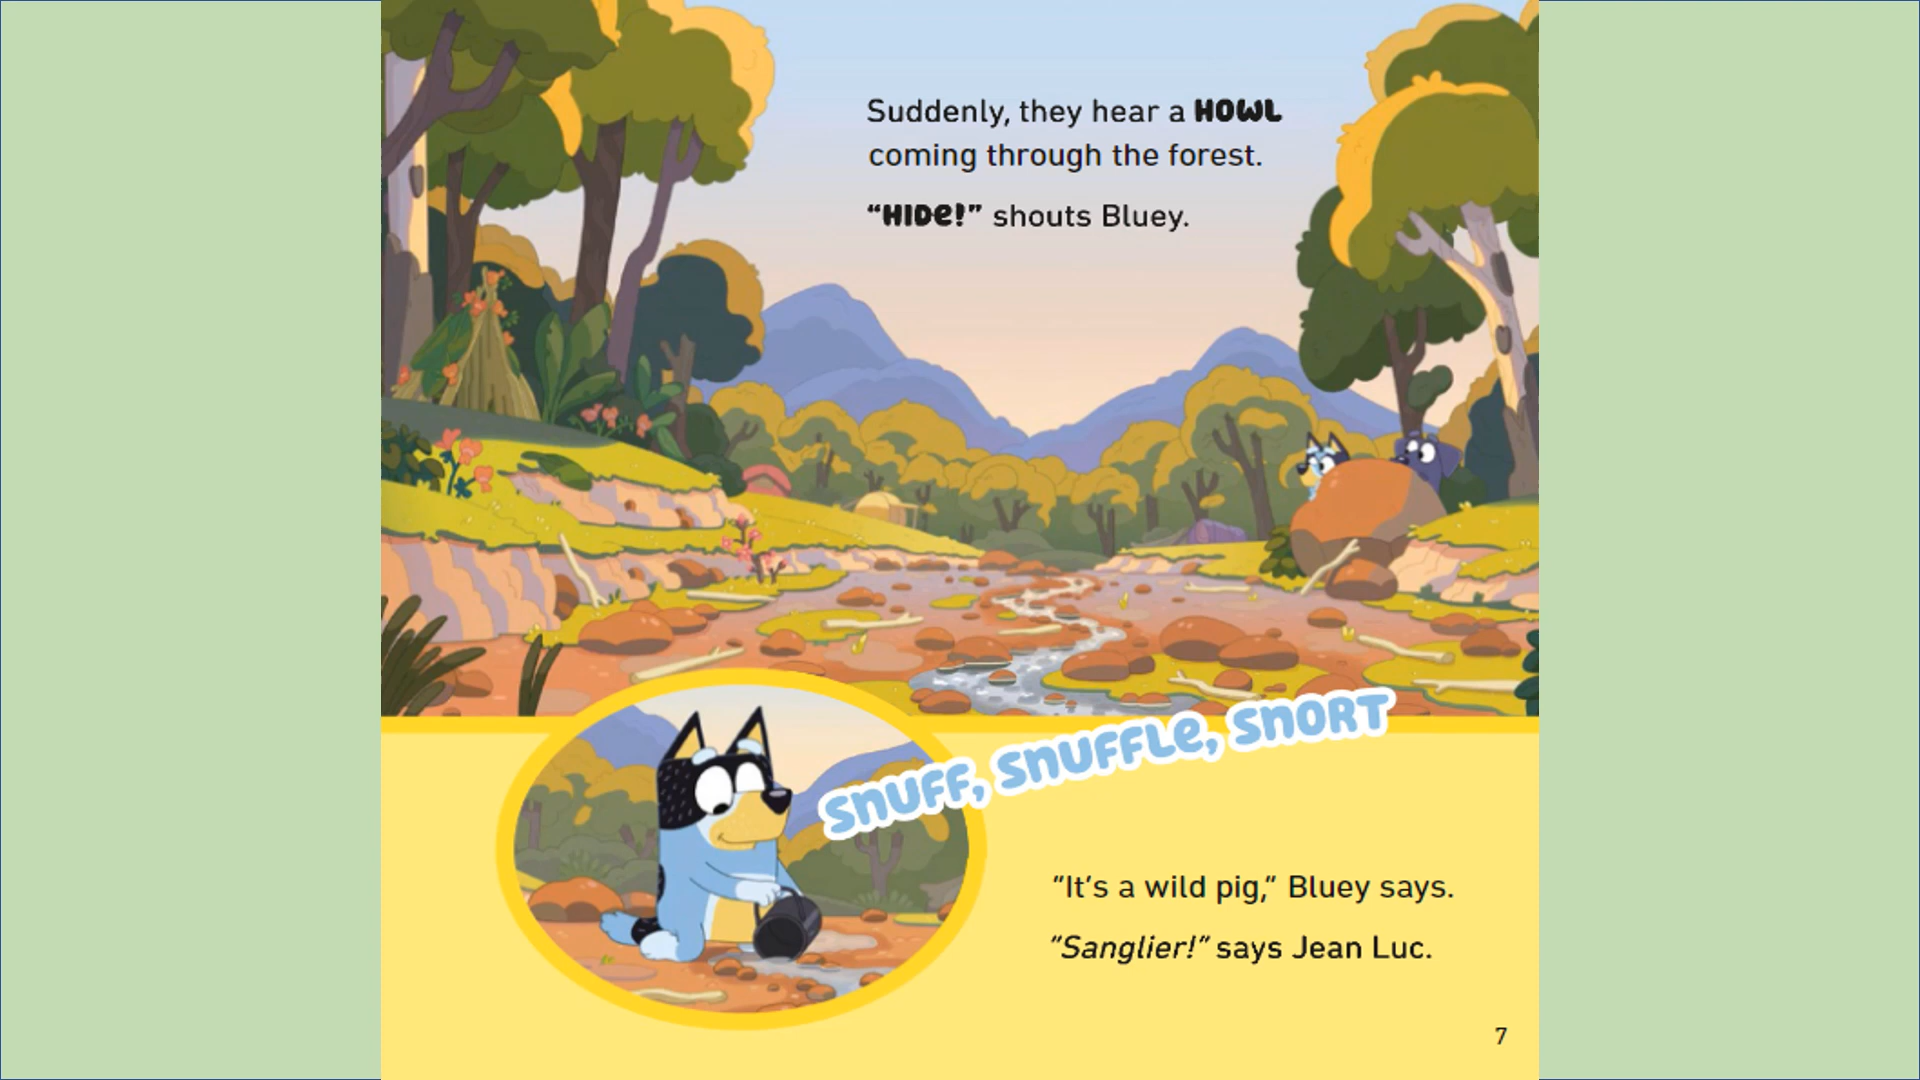 Suddenly, they hear a HOWL
coming through the forest.
“HIDe!” shouts Bluey.
SNUFF, SNUFFLe, SNORT
“It’s a wild pig,“ Bluey says.
“Sanglier!” says Jean Luc.
7